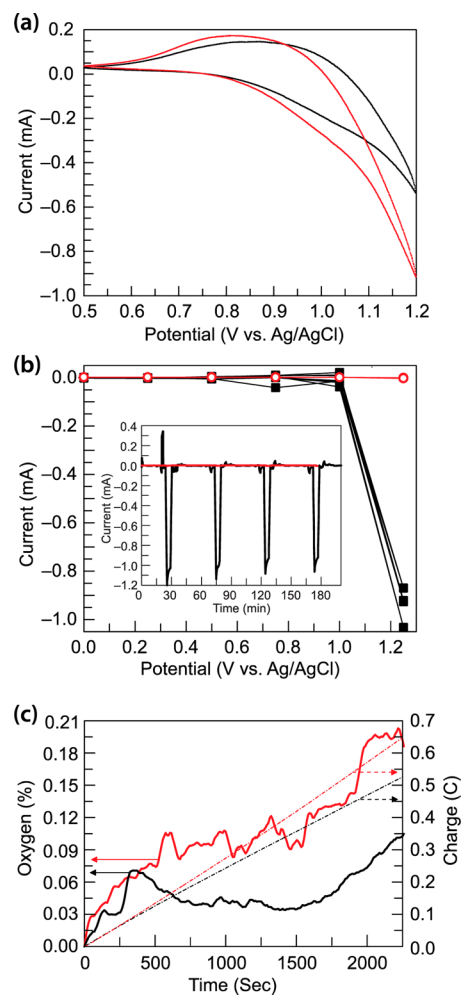 (a)
0.2
0.0
−0.2
−0.4
−0.6
−0.8
−1.0
Current (mA)
0.5 0.6 0.7 0.8 0.9 1.0 1.1 1.2
Potential (V vs. Ag/AgCl)
(b)
0.0
−0.2
−0.4
−0.6
−0.8
−1.0
Current (mA)
0.4
0.2
0.0
−0.2
−0.4
−0.6
−0.8
−1.0
−1.2
Current (mA)
0 30 60 90 120 150 180
Time (min)
0.0 0.2 0.4 0.6 0.8 1.0 1.2
Potential (V vs. Ag/AgCl)
(c)
0.21
0.18
0.15
0.12
0.09
0.06
0.03
0.00
Oxygen (%)
0.7
0.6
0.5
0.4
0.3
0.2
0.1
0.0
Charge (C)
0 500 1000 1500 2000
Time (Sec)